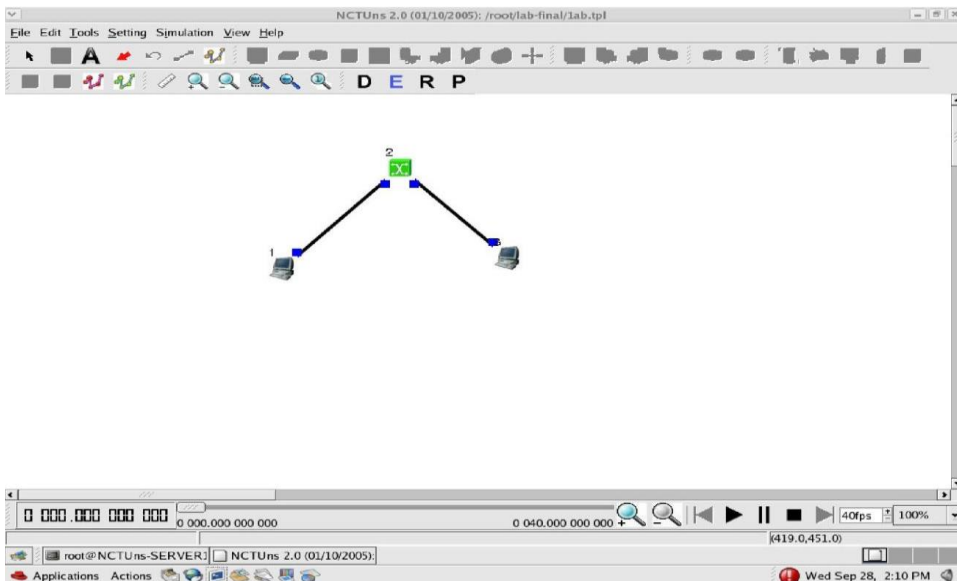 NCTUns 2.0 (01/10/2005): /root/lab-final/1ab.tpl
File Edit Tools Setting Simulation View Help
A
D E R P
2
1
3
0 000.000 000 000
0 000.000 000 000
0 040.000 000 000
40fps
100%
(419.0,451.0)
root@NCTUns-SERVER1
NCTUns 2.0 (01/10/2005):
Applications Actions
Wed Sep 28, 2:10 PM